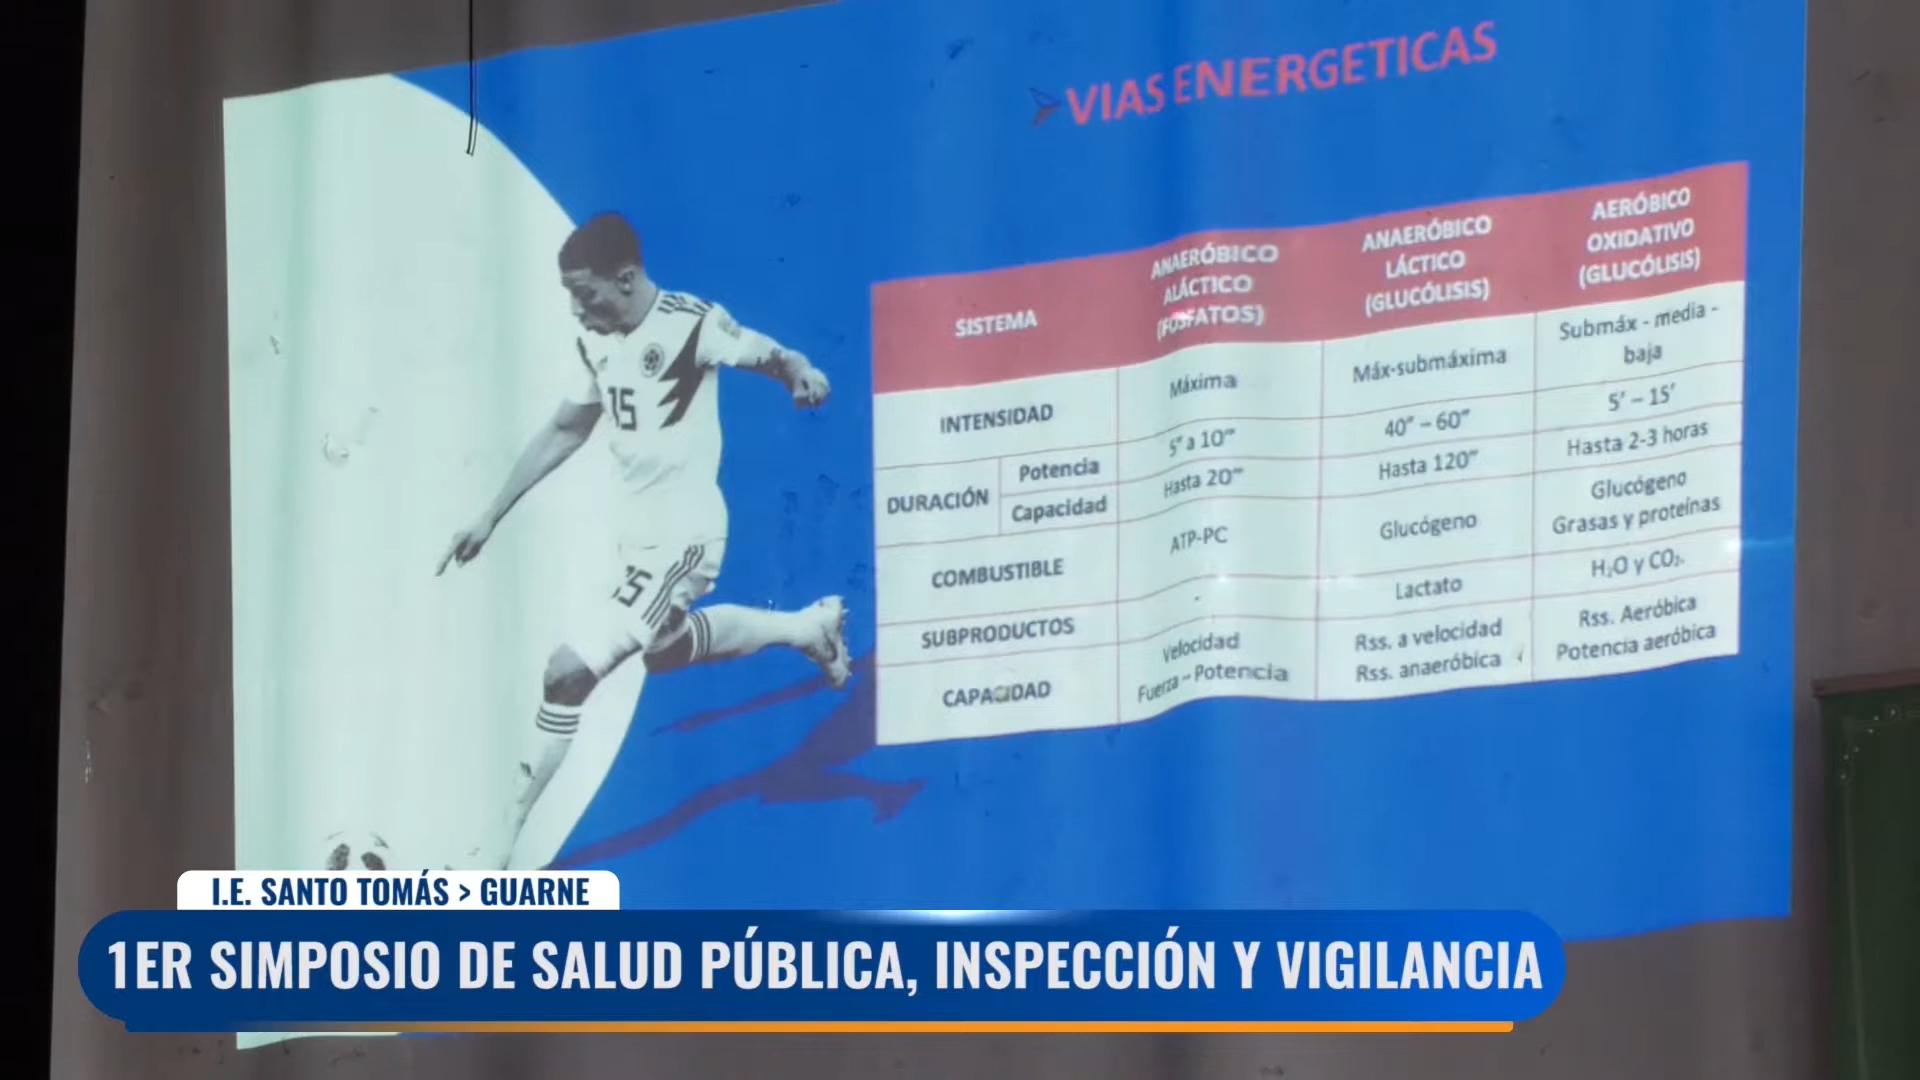 VIAS ENERGETICAS
SISTEMA
ANAERÓBICO
ALÁCTICO
(FOSFATOS)
ANAERÓBICO
LÁCTICO
(GLUCÓLISIS)
AERÓBICO
OXIDATIVO
(GLUCÓLISIS)
INTENSIDAD
Máxima
Máx-submáxima
Submáx - media -
baja
DURACIÓN
Potencia
5” a 10”
40” – 60”
5’ – 15’
Capacidad
Hasta 20”
Hasta 120”
Hasta 2-3 horas
COMBUSTIBLE
ATP-PC
Glucógeno
Glucógeno
Grasas y proteínas
SUBPRODUCTOS
-
Lactato
H₂O y CO₂.
CAPACIDAD
Velocidad
Fuerza – Potencia
Rss. a velocidad
Rss. anaeróbica
Rss. Aeróbica
Potencia aeróbica
15
15
I.E. SANTO TOMÁS > GUARNE
1ER SIMPOSIO DE SALUD PÚBLICA, INSPECCIÓN Y VIGILANCIA